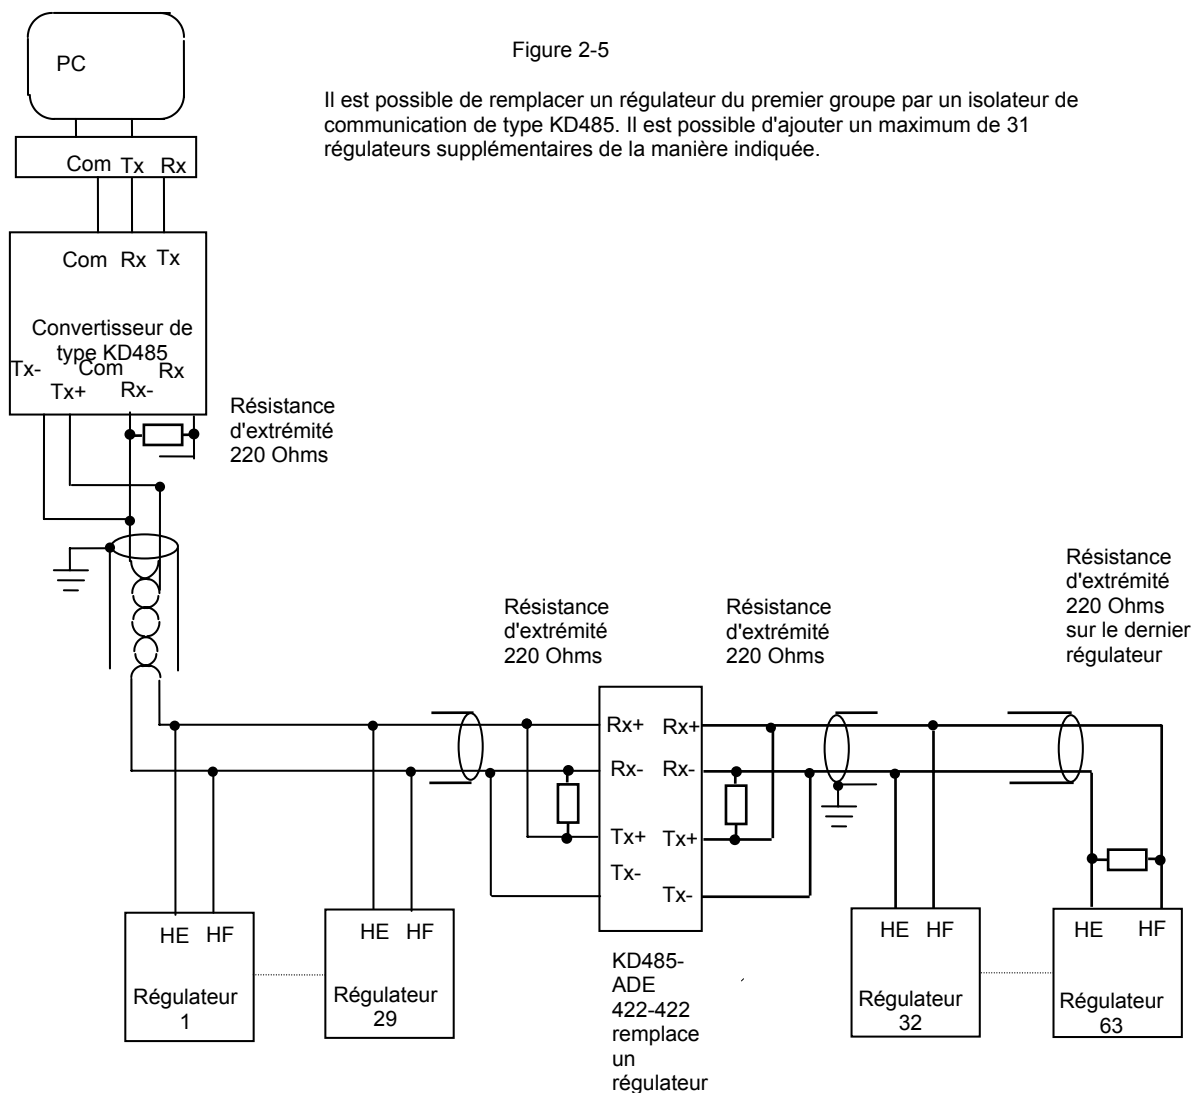 PC
Figure 2-5
Il est possible de remplacer un régulateur du premier groupe par un isolateur de
communication de type KD485. Il est possible d'ajouter un maximum de 31
régulateurs supplémentaires de la manière indiquée.
Com Tx Rx
Com Rx Tx
Convertisseur de
type KD485
Tx- Com Rx
Tx+ Rx-
Résistance
d'extrémité
220 Ohms
Résistance
d'extrémité
220 Ohms
Résistance
d'extrémité
220 Ohms
Résistance
d'extrémité
220 Ohms
sur le dernier
régulateur
Rx+ Rx+
Rx- Rx-
Tx+ Tx+
Tx-
Tx-
HE HF
Régulateur
1
HE HF
Régulateur
29
KD485-
ADE
422-422
remplace
un
régulateur
HE HF
Régulateur
32
HE HF
Régulateur
63